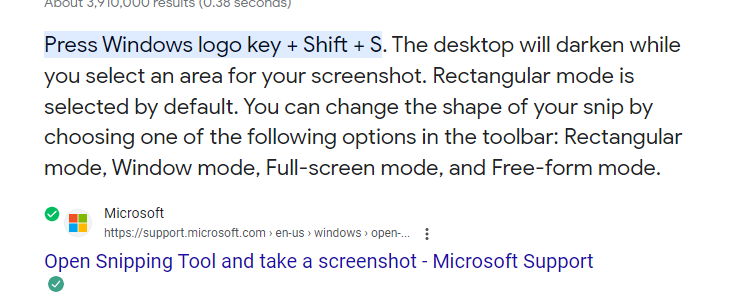 About 3,910,000 results (0.38 seconds)
Press Windows logo key + Shift + S. The desktop will darken while
you select an area for your screenshot. Rectangular mode is
selected by default. You can change the shape of your snip by
choosing one of the following options in the toolbar: Rectangular
mode, Window mode, Full-screen mode, and Free-form mode.
Microsoft
https://support.microsoft.com › en-us › windows › open-...
Open Snipping Tool and take a screenshot - Microsoft Support